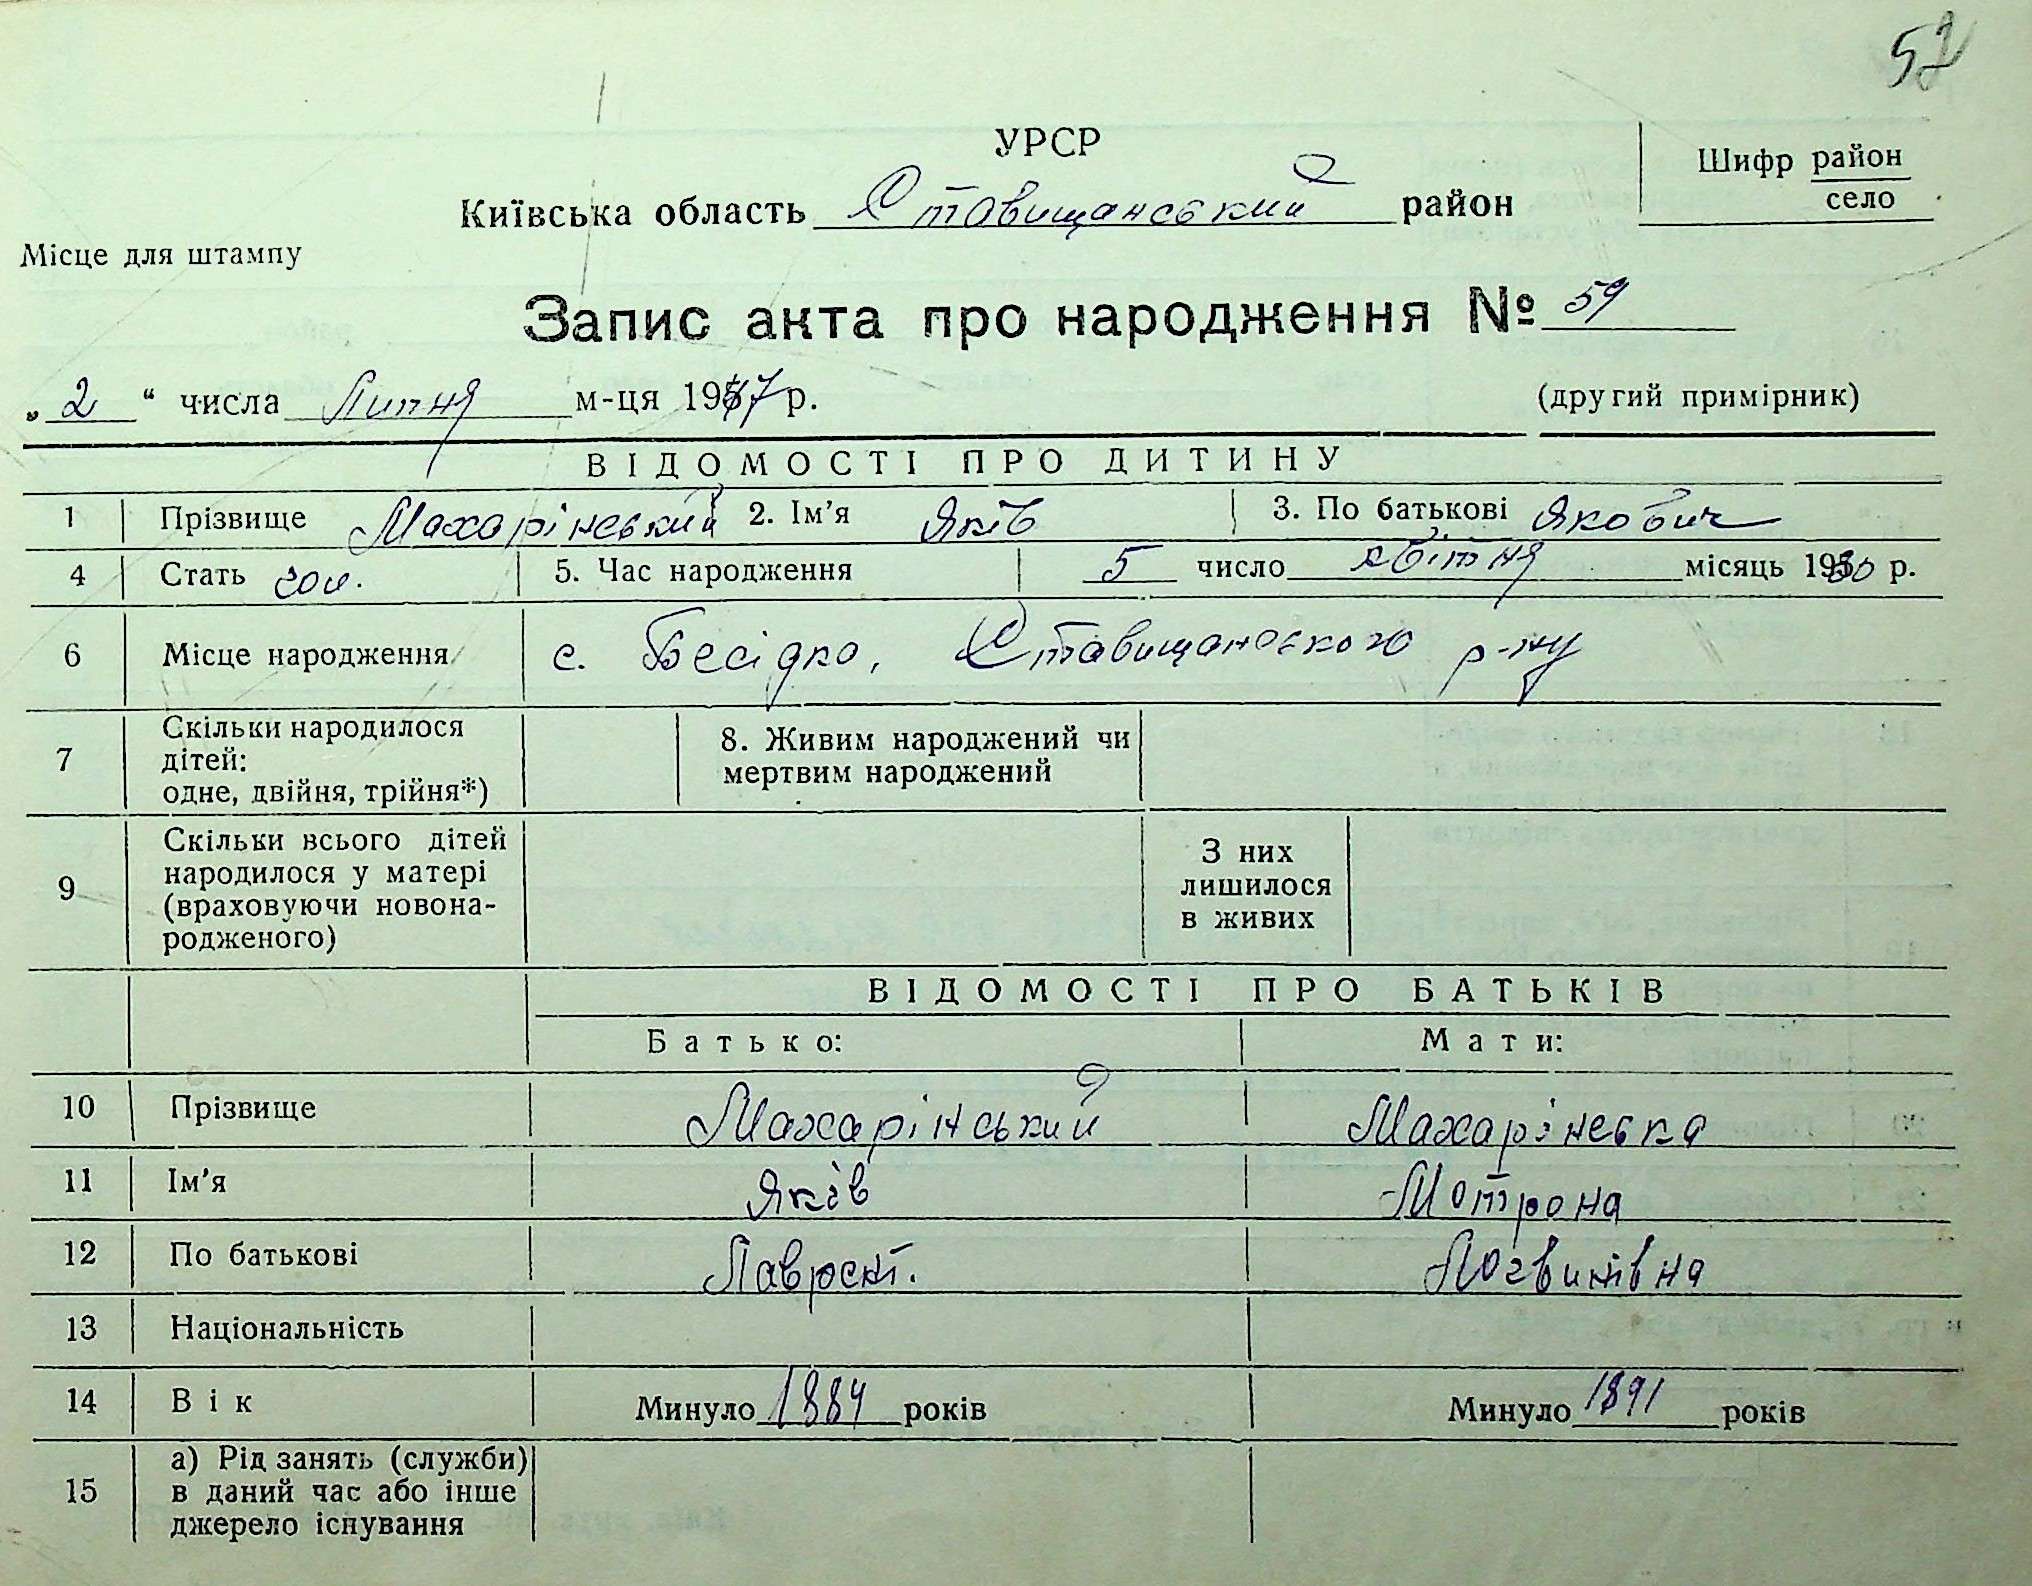 52
УРСР
Київська область Ставищанський район
Шифр район
село
Місце для штампу
Запис акта про народження № 59
„ 2 “ числа Липня м-ця 1947 р.
(другий примірник)
ВІДОМОСТІ ПРО ДИТИНУ
1 Прізвище Махарінський 2. Ім’я Яків 3. По батькові Якович
4 Стать чол. 5. Час народження 5 число квітня місяць 1930 р.
6 Місце народження с. Бесідка, Ставищанського р-ну
7 Скільки народилося
дітей:
одне, двійня, трійня*)
8. Живим народжений чи
мертвим народжений
9 Скільки всього дітей
народилося у матері
(враховуючи новона-
родженого)
З них
лишилося
в живих
ВІДОМОСТІ ПРО БАТЬКІВ
Батько: Мати:
10 Прізвище Махарінський Махарінська
11 Ім’я Яків Мотрона
12 По батькові Лаврент. Логвинівна
13 Національність
14 Вік Минуло 1884 років Минуло 1891 років
15 а) Рід занять (служби)
в даний час або інше
джерело існування